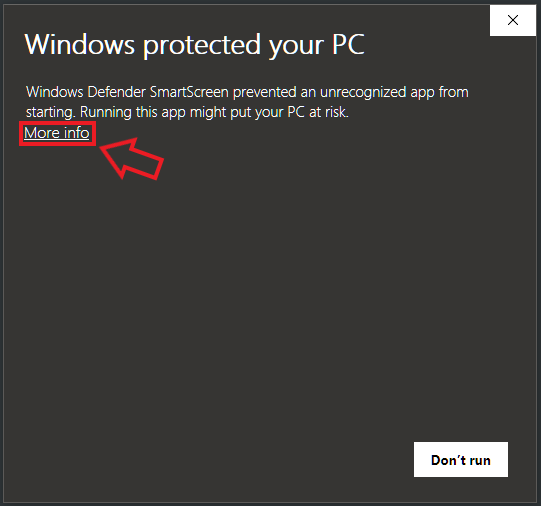 Windows protected your PC
Windows Defender SmartScreen prevented an unrecognized app from
starting. Running this app might put your PC at risk.
More info
Don't run